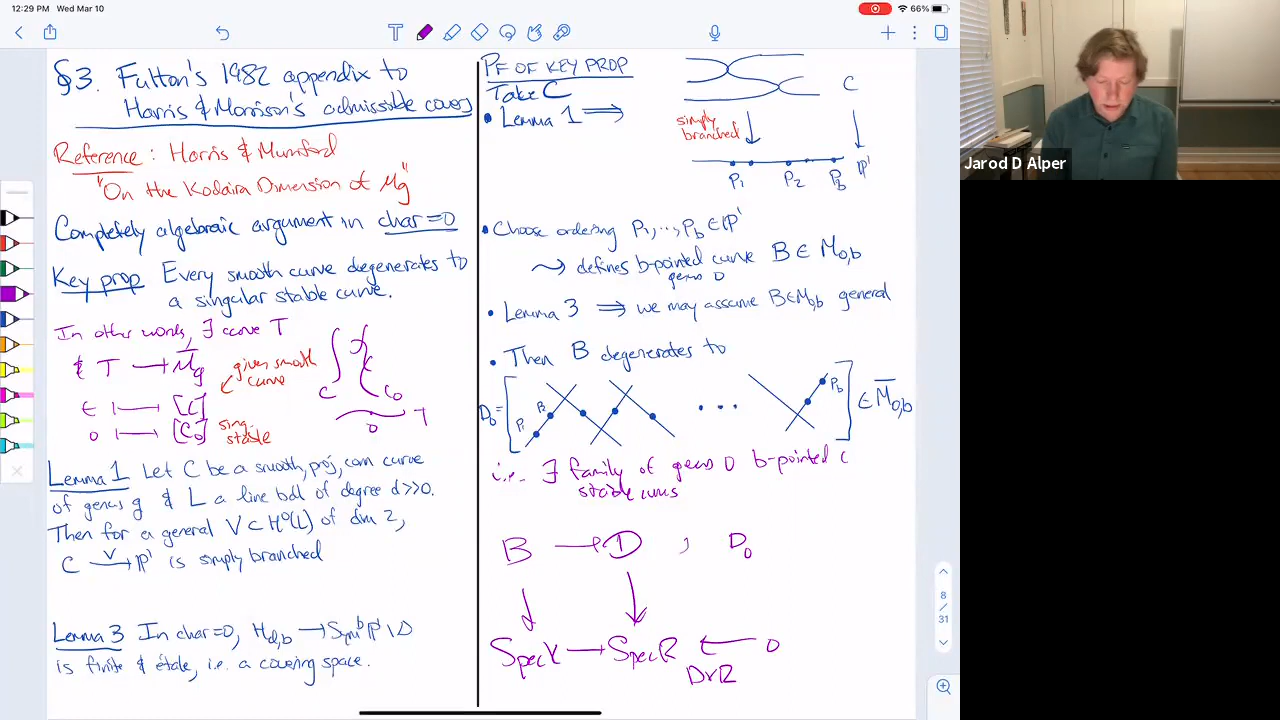 12:29 PM Wed Mar 10
66%
§3. Fulton's 1982 appendix to
Harris & Morrison's admissible covers
Reference: Harris & Mumford
"On the Kodaira Dimension of Mg"
Completely algebraic argument in char=0
Key prop Every smooth curve degenerates to
a singular stable curve.
In other words, ∃ curve T
& T → M̅g
given smooth
curve
t ↦ [C]
0 ↦ [C₀]
sing.
stable
C
C₀
T
0
Lemma 1 Let C be a smooth, proj, conn curve
of genus g & L a line bdl of degree d>>0.
Then for a general V ⊂ H⁰(L) of dim 2,
C →V ℙ¹ is simply branched
Lemma 3 In char=0, H_{d,b} → Sym^b ℙ¹ \ Δ
is finite & étale, i.e. a covering space.
PF OF KEY PROP
Take C
• Lemma 1 ⟹
simply
branched
C
P₁ P₂ P_b ℙ¹
• Choose ordering P₁,…,P_b ∈ ℙ¹
⇝ defines b-pointed curve B ∈ M₀,b
genus 0
• Lemma 3 ⟹ we may assume B ∈ M₀,b general
• Then B degenerates to
D₀ = [ P₁ P₂ ... P_b ] ∈ M̅₀,b
i.e. ∃ family of genus 0 b-pointed
stable curves
B → D , D₀
Spec K → Spec R ← 0
DVR
8
/
31
Jarod D Alper